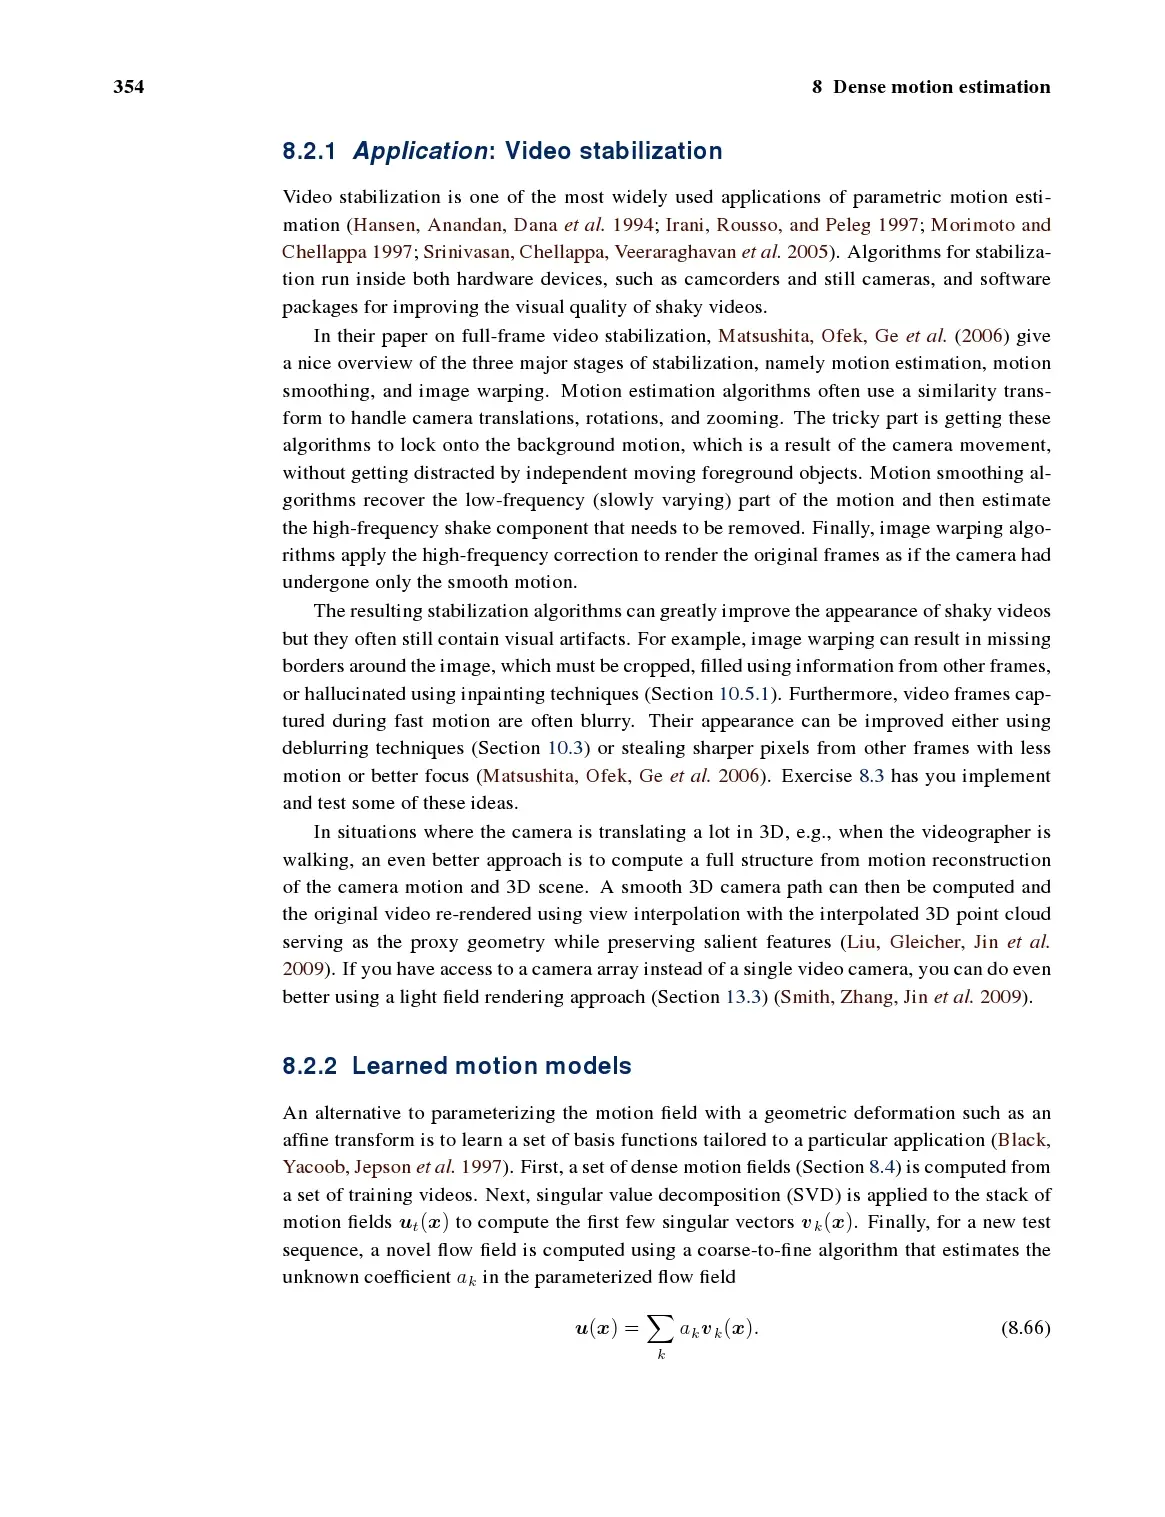 354
8 Dense motion estimation
8.2.1 Application: Video stabilization
Video stabilization is one of the most widely used applications of parametric motion esti-
mation (Hansen, Anandan, Dana et al. 1994; Irani, Rousso, and Peleg 1997; Morimoto and
Chellappa 1997; Srinivasan, Chellappa, Veeraraghavan et al. 2005). Algorithms for stabiliza-
tion run inside both hardware devices, such as camcorders and still cameras, and software
packages for improving the visual quality of shaky videos.
In their paper on full-frame video stabilization, Matsushita, Ofek, Ge et al. (2006) give
a nice overview of the three major stages of stabilization, namely motion estimation, motion
smoothing, and image warping. Motion estimation algorithms often use a similarity trans-
form to handle camera translations, rotations, and zooming. The tricky part is getting these
algorithms to lock onto the background motion, which is a result of the camera movement,
without getting distracted by independent moving foreground objects. Motion smoothing al-
gorithms recover the low-frequency (slowly varying) part of the motion and then estimate
the high-frequency shake component that needs to be removed. Finally, image warping algo-
rithms apply the high-frequency correction to render the original frames as if the camera had
undergone only the smooth motion.
The resulting stabilization algorithms can greatly improve the appearance of shaky videos
but they often still contain visual artifacts. For example, image warping can result in missing
borders around the image, which must be cropped, filled using information from other frames,
or hallucinated using inpainting techniques (Section 10.5.1). Furthermore, video frames cap-
tured during fast motion are often blurry. Their appearance can be improved either using
deblurring techniques (Section 10.3) or stealing sharper pixels from other frames with less
motion or better focus (Matsushita, Ofek, Ge et al. 2006). Exercise 8.3 has you implement
and test some of these ideas.
In situations where the camera is translating a lot in 3D, e.g., when the videographer is
walking, an even better approach is to compute a full structure from motion reconstruction
of the camera motion and 3D scene. A smooth 3D camera path can then be computed and
the original video re-rendered using view interpolation with the interpolated 3D point cloud
serving as the proxy geometry while preserving salient features (Liu, Gleicher, Jin et al.
2009). If you have access to a camera array instead of a single video camera, you can do even
better using a light field rendering approach (Section 13.3) (Smith, Zhang, Jin et al. 2009).
8.2.2 Learned motion models
An alternative to parameterizing the motion field with a geometric deformation such as an
affine transform is to learn a set of basis functions tailored to a particular application (Black,
Yacoob, Jepson et al. 1997). First, a set of dense motion fields (Section 8.4) is computed from
a set of training videos. Next, singular value decomposition (SVD) is applied to the stack of
motion fields u_t(x) to compute the first few singular vectors v_k(x). Finally, for a new test
sequence, a novel flow field is computed using a coarse-to-fine algorithm that estimates the
unknown coefficient a_k in the parameterized flow field
u(x) = ∑_k a_k v_k(x). (8.66)